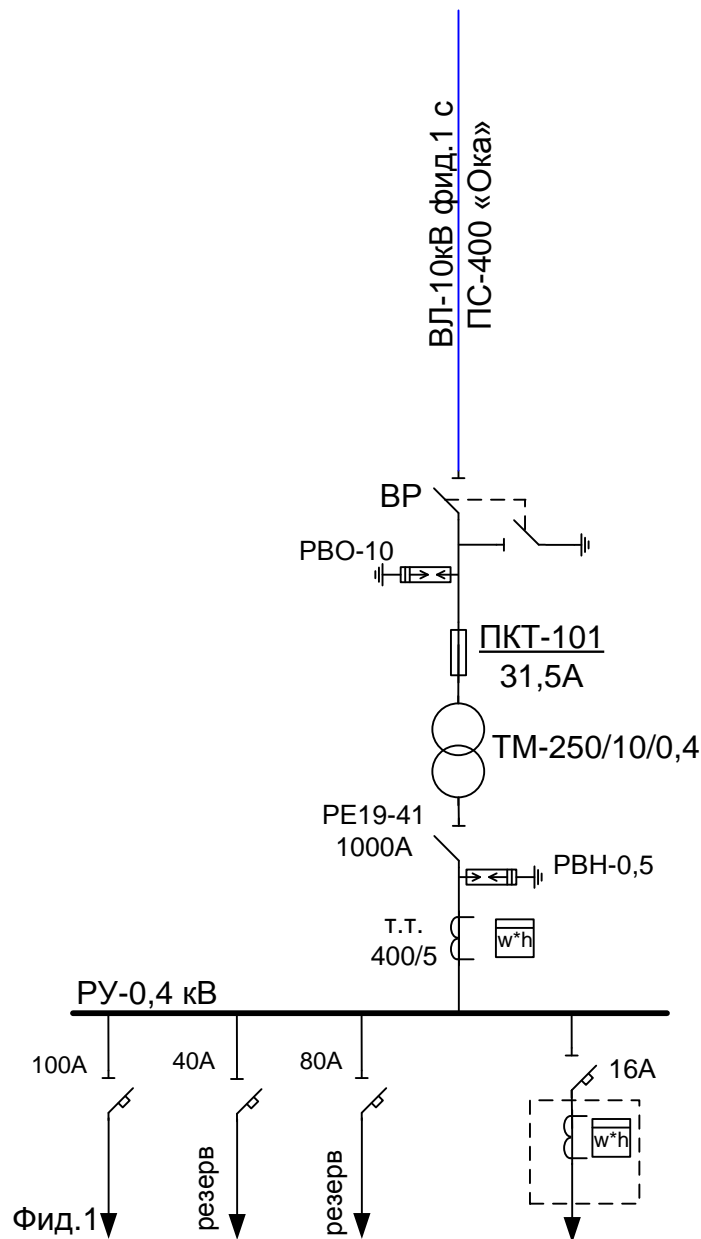 ВЛ-10кВ фид.1 с
ПС-400 «Ока»
ВР
РВО-10
ПКТ-101
31,5А
ТМ-250/10/0,4
РЕ19-41
1000А
РВН-0,5
т.т.
400/5
w*h
РУ-0,4 кВ
100А
40А
80А
16А
w*h
резерв
резерв
Фид.1